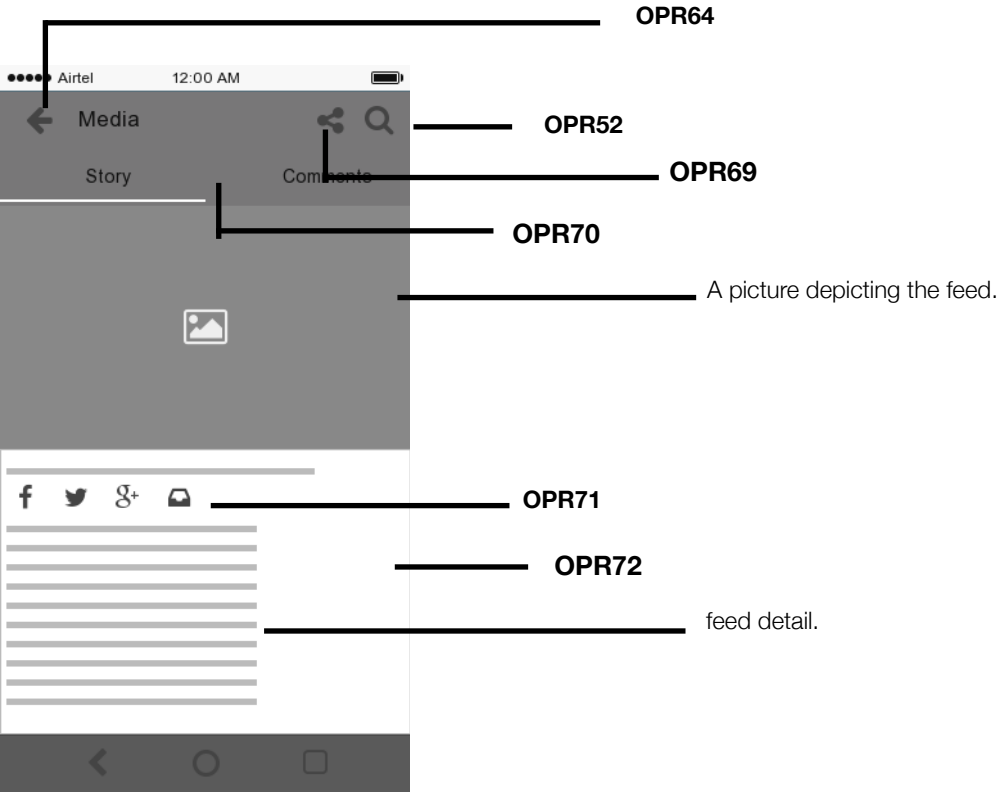 OPR64
Airtel 12:00 AM
Media
OPR52
Story Comments
OPR69
OPR70
A picture depicting the feed.
f g+
OPR71
OPR72
feed detail.